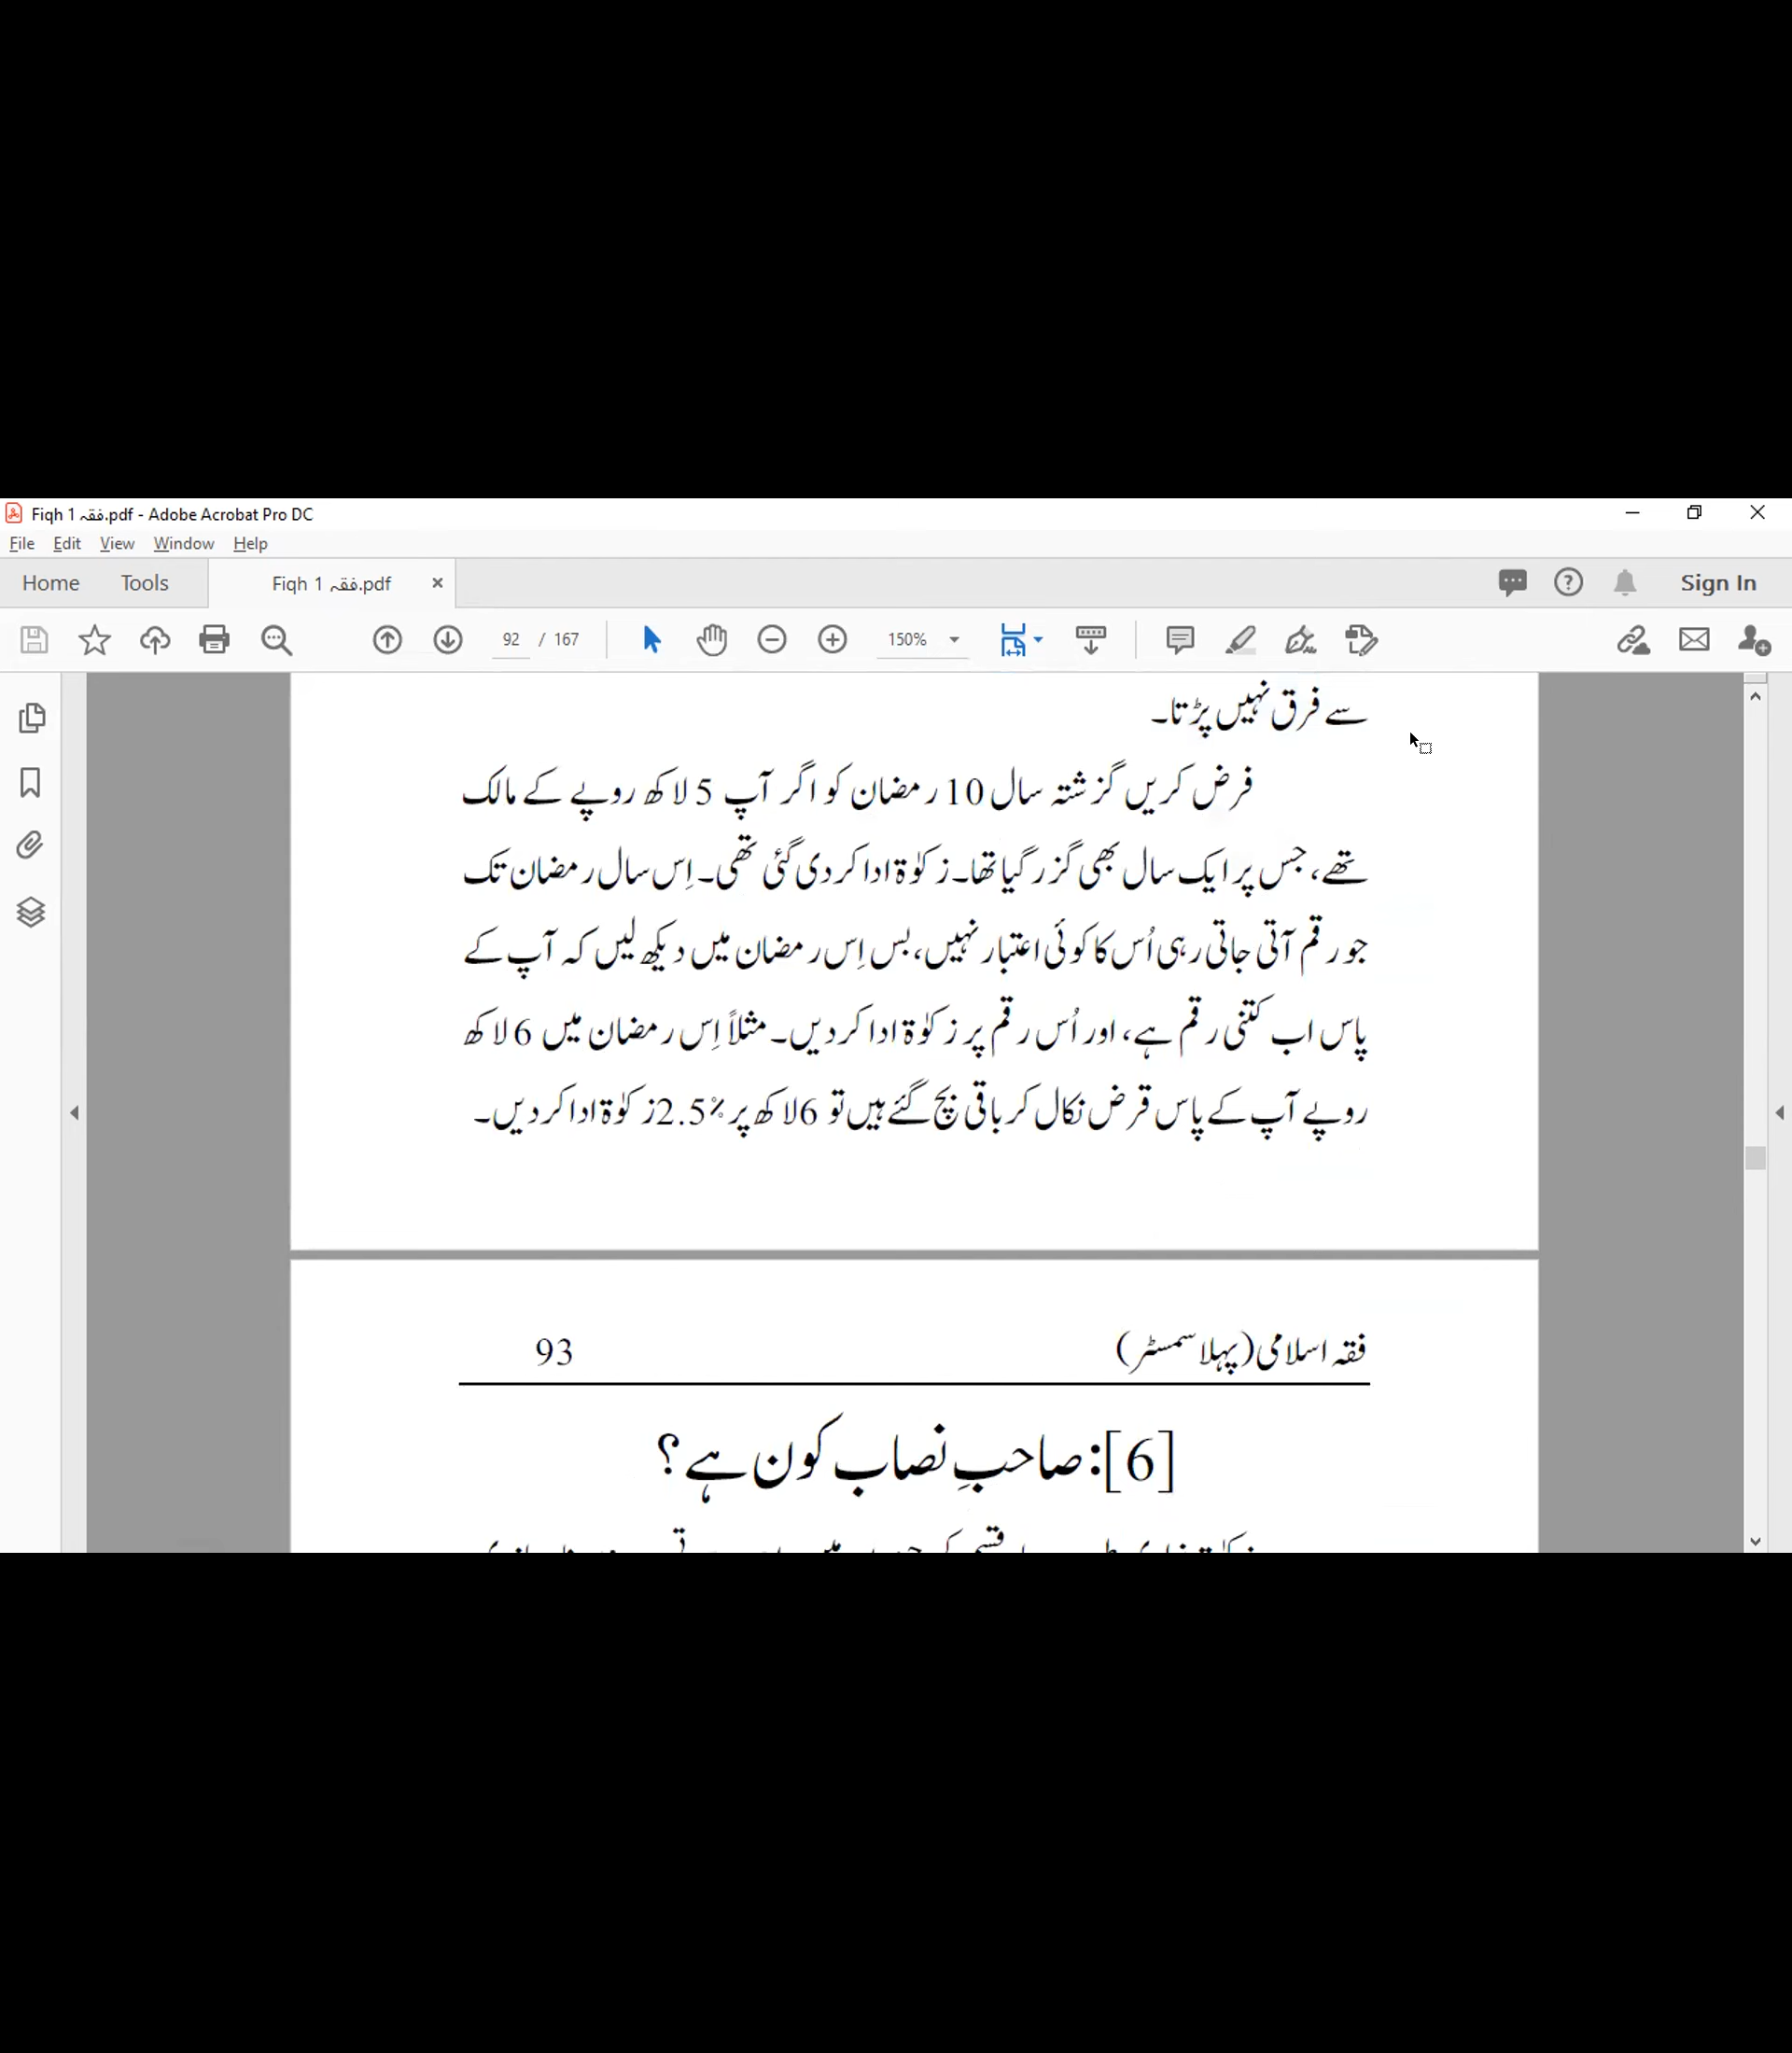 Fiqh 1 فقہ.pdf - Adobe Acrobat Pro DC
File Edit View Window Help
Home Tools Fiqh 1 فقہ.pdf × Sign In
92 / 167 150%
سے فرق نہیں پڑتا۔
فرض کریں گزشتہ سال 10 رمضان کو اگر آپ 5 لاکھ روپے کے مالک
تھے، جس پر ایک سال بھی گزر گیا تھا۔ زکوٰۃ ادا کر دی گئی تھی۔ اِس سال رمضان تک
جو رقم آتی جاتی رہی اُس کا کوئی اعتبار نہیں، بس اِس رمضان میں دیکھ لیں کہ آپ کے
پاس اب کتنی رقم ہے، اور اُس رقم پر زکوٰۃ ادا کر دیں۔ مثلاً اِس رمضان میں 6 لاکھ
روپے آپ کے پاس قرض نکال کر باقی بچ گئے ہیں تو 6 لاکھ پر 2.5٪ زکوٰۃ ادا کر دیں۔
فقہ اسلامی (پہلا سمسٹر) 93
[6]: صاحبِ نصاب کون ہے؟